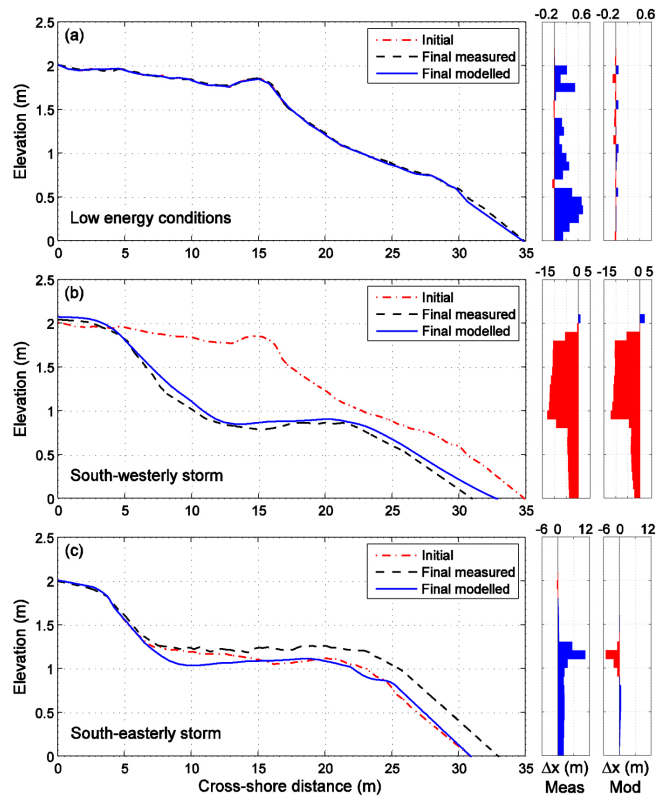 -0.2 0.6 -0.2 0.6
2.5
(a)
Initial
Final measured
Final modelled
2
1.5
1
0.5
0
Elevation (m)
Low energy conditions
0 5 10 15 20 25 30 35
-15 0 5 -15 0 5
2.5
(b)
Initial
Final measured
Final modelled
2
1.5
1
0.5
0
Elevation (m)
South-westerly storm
0 5 10 15 20 25 30 35
-6 0 12 -6 0 12
2.5
(c)
Initial
Final measured
Final modelled
2
1.5
1
0.5
0
Elevation (m)
South-easterly storm
0 5 10 15 20 25 30 35
Cross-shore distance (m)
Δx (m) Δx (m)
Meas Mod